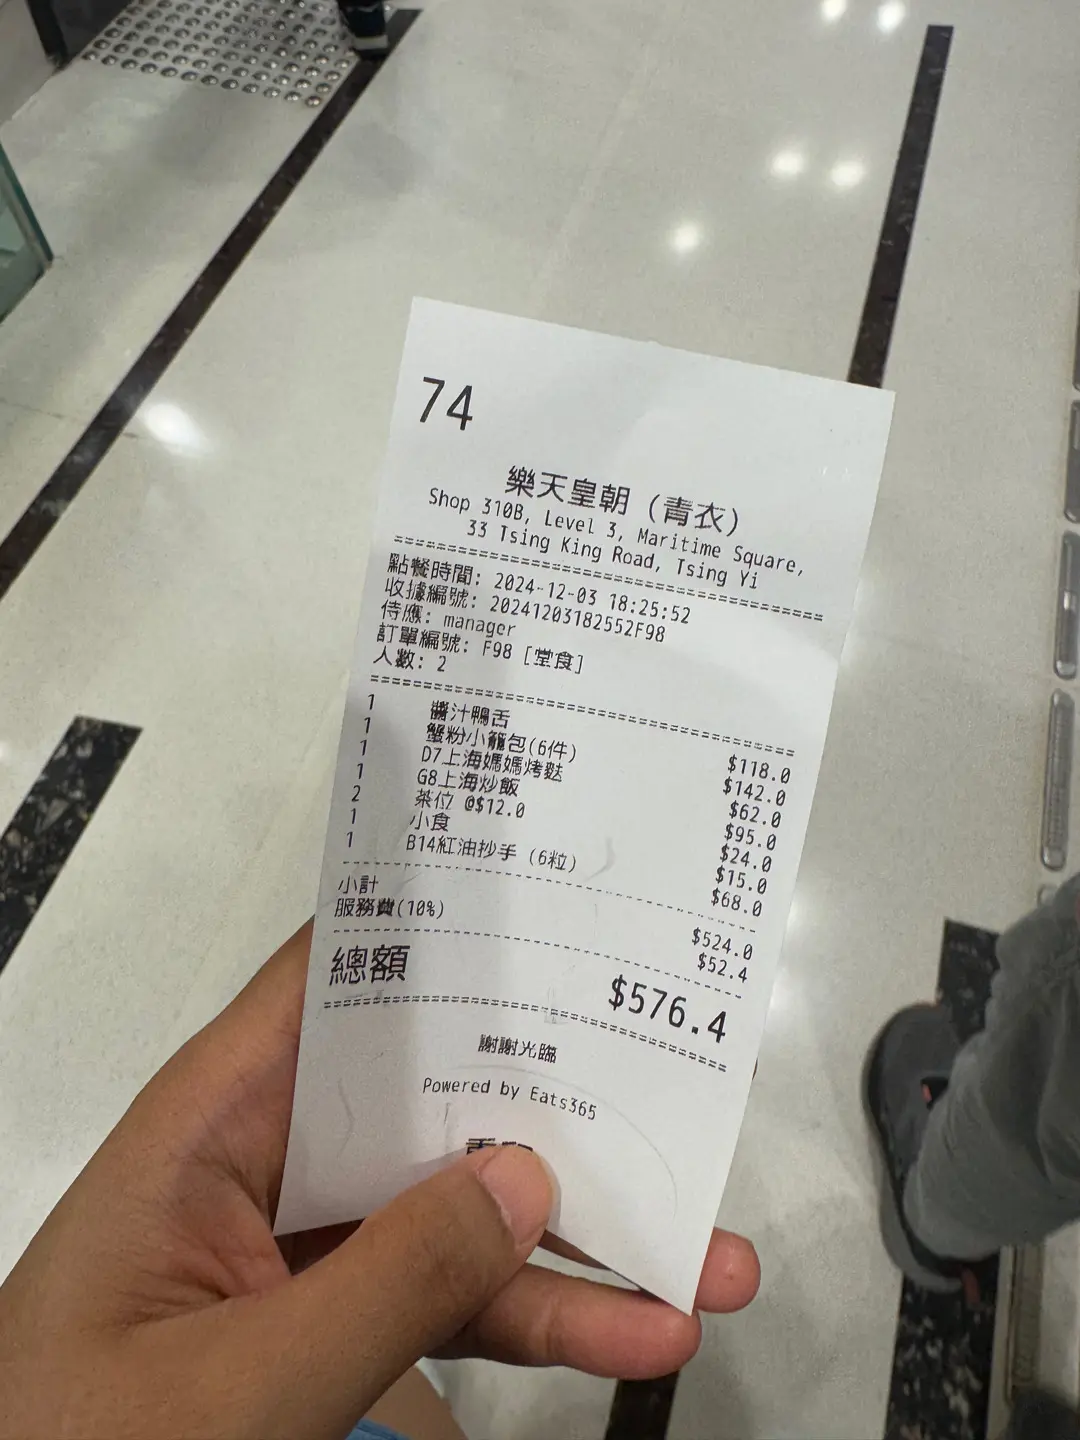 74
樂天皇朝 (青衣)
Shop 310B, Level 3, Maritime Square,
33 Tsing King Road, Tsing Yi
點餐時間: 2024-12-03 18:25:52
收據編號: 20241203182552F98
侍應: manager
訂單編號: F98 [堂食]
人數: 2
1 醬汁鴨舌 $118.0
1 蟹粉小籠包(6件) $142.0
1 D7上海媽媽烤麩 $62.0
1 G8上海炒飯 $95.0
2 茶位 @$12.0 $24.0
1 小食 $15.0
1 B14紅油抄手 (6粒) $68.0
小計 $524.0
服務費(10%) $52.4
總額 $576.4
謝謝光臨
Powered by Eats365